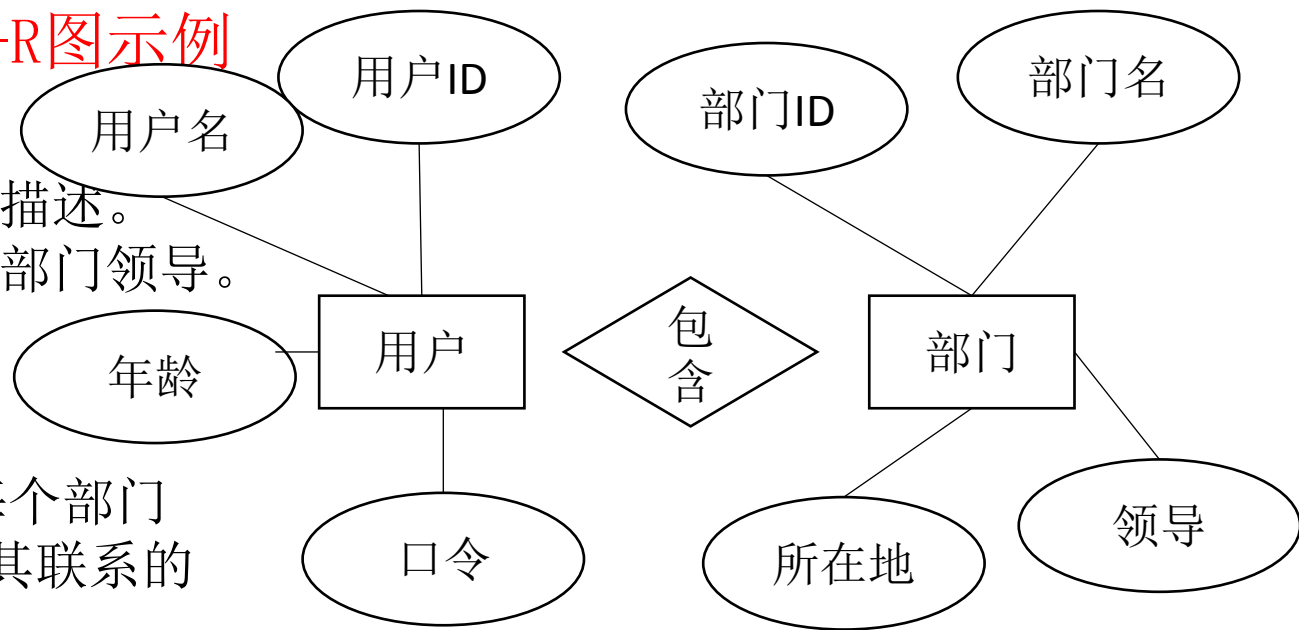 -R图示例
用户ID
部门名
部门ID
用户名
描述。
部门领导。
用户
包
含
部门
年龄
个部门
领导
口令
所在地
其联系的